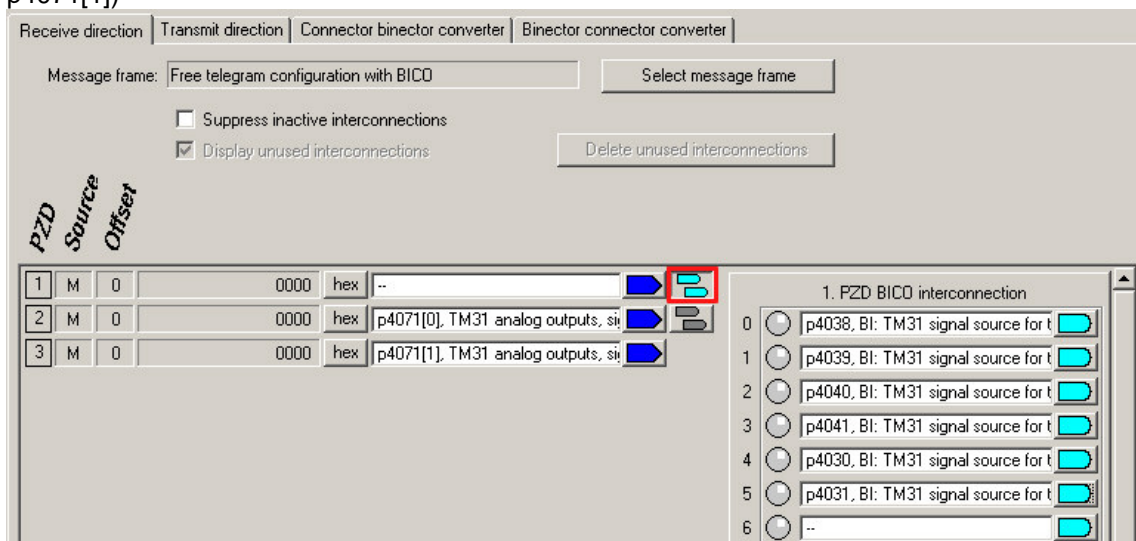 p4071[1])
Receive direction Transmit direction Connector binector converter Binector connector converter
Message frame: Free telegram configuration with BICO Select message frame
Suppress inactive interconnections
Display unused interconnections Delete unused interconnections
PZD Source Offset
1 M 0 0000 hex --
2 M 0 0000 hex p4071[0], TM31 analog outputs, si
3 M 0 0000 hex p4071[1], TM31 analog outputs, si
1. PZD BICO interconnection
0 p4038, BI: TM31 signal source for t
1 p4039, BI: TM31 signal source for t
2 p4040, BI: TM31 signal source for t
3 p4041, BI: TM31 signal source for t
4 p4030, BI: TM31 signal source for t
5 p4031, BI: TM31 signal source for t
6 --